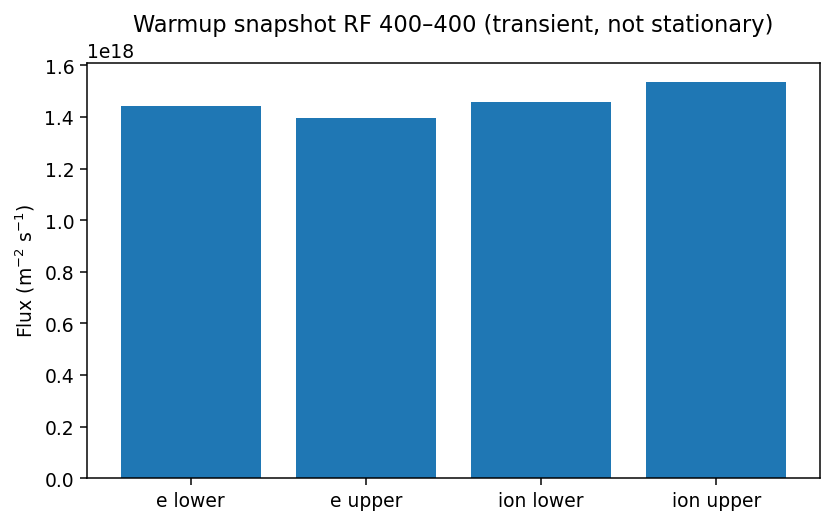 Warmup snapshot RF 400–400 (transient, not stationary)
1e18
1.6
1.4
1.2
1.0
0.8
0.6
0.4
0.2
0.0
Flux (m⁻² s⁻¹)
e lower
e upper
ion lower
ion upper